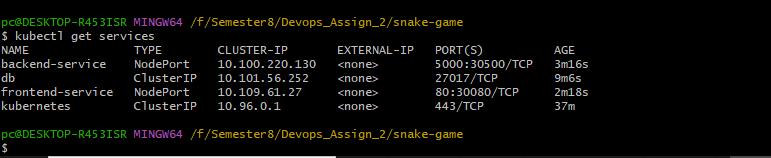 pc@DESKTOP-R453ISR MINGW64 /f/Semester8/Devops_Assign_2/snake-game
$ kubectl get services
NAME TYPE CLUSTER-IP EXTERNAL-IP PORT(S) AGE
backend-service NodePort 10.100.220.130 <none> 5000:30500/TCP 3m16s
db ClusterIP 10.101.56.252 <none> 27017/TCP 9m6s
frontend-service NodePort 10.109.61.27 <none> 80:30080/TCP 2m18s
kubernetes ClusterIP 10.96.0.1 <none> 443/TCP 37m
pc@DESKTOP-R453ISR MINGW64 /f/Semester8/Devops_Assign_2/snake-game
$